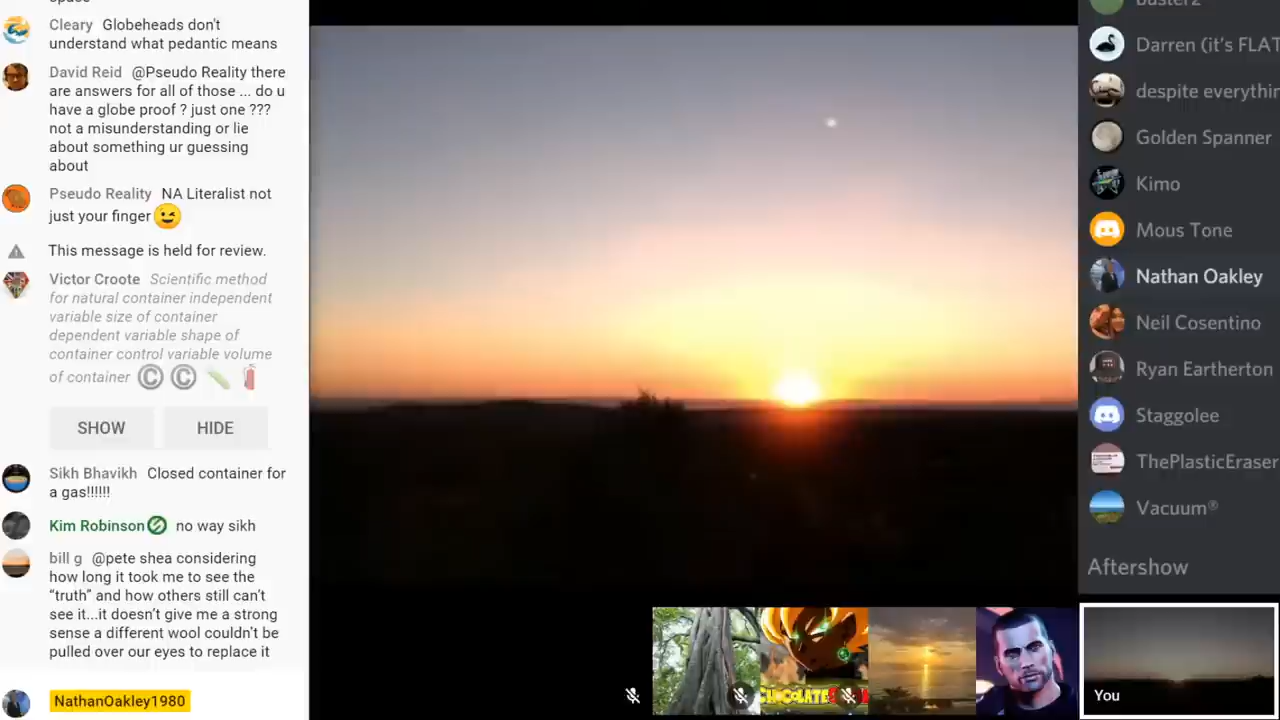 space
Cleary Globeheads don't
understand what pedantic means
David Reid @Pseudo Reality there
are answers for all of those ... do u
have a globe proof ? just one ???
not a misunderstanding or lie
about something ur guessing
about
Pseudo Reality NA Literalist not
just your finger😉
This message is held for review.
Victor Croote Scientific method
for natural container independent
variable size of container
dependent variable shape of
container control variable volume
of container
SHOW HIDE
Sikh Bhavikh Closed container for
a gas!!!!!!
Kim Robinson no way sikh
bill g @pete shea considering
how long it took me to see the
“truth” and how others still can’t
see it...it doesn’t give me a strong
sense a different wool couldn’t be
pulled over our eyes to replace it
NathanOakley1980
Darren (it's FLAT
despite everythin
Golden Spanner
Kimo
Mous Tone
Nathan Oakley
Neil Cosentino
Ryan Eartherton
Staggolee
ThePlasticEraser
Vacuum®
Aftershow
CHOCOLATE
You